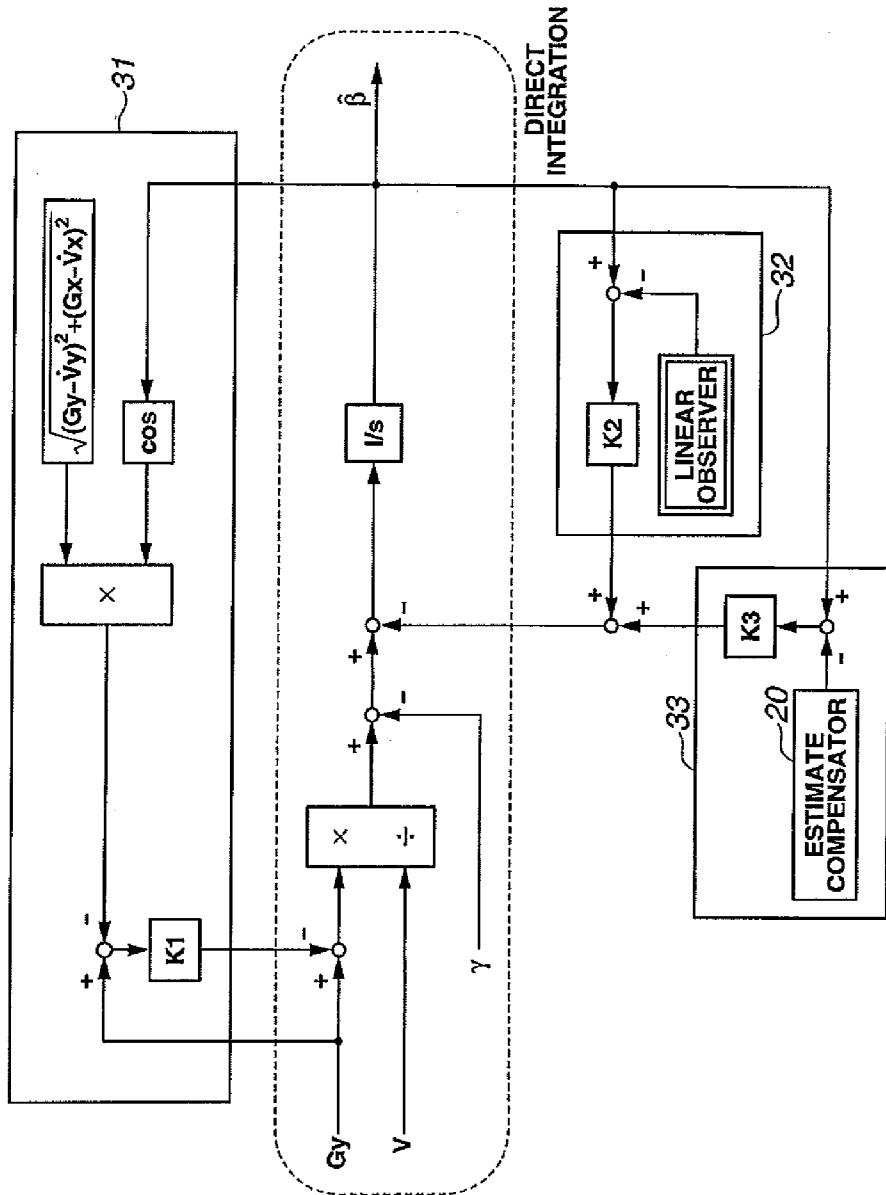 31
√(Gy-V̇y)²+(Gx-V̇x)²
cos
×
-
+
K1
-
+
Gy
V
×
÷
+
-
γ
+
-
I/s
β̂
DIRECT
INTEGRATION
32
+
-
K2
LINEAR
OBSERVER
+
+
33
K3
+
-
20
ESTIMATE
COMPENSATOR